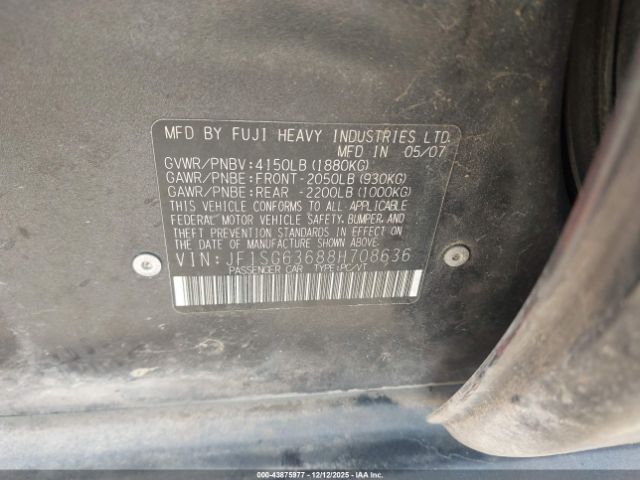 MFD BY FUJI HEAVY INDUSTRIES LTD.
MFD IN 05/07
GVWR/PNBV:4150LB(1880KG)
GAWR/PNBE:FRONT-2050LB(930KG)
GAWR/PNBE:REAR -2200LB(1000KG)
THIS VEHICLE CONFORMS TO ALL APPLICABLE
FEDERAL MOTOR VEHICLE SAFETY, BUMPER, AND
THEFT PREVENTION STANDARDS IN EFFECT
ON THE DATE OF MANUFACTURE SHOWN ABOVE.
VIN:JF1SG63688H708636
PASSENGER CAR TYPE:PC/VT
00-43875977 - 12/12/2025 - IAAI.com